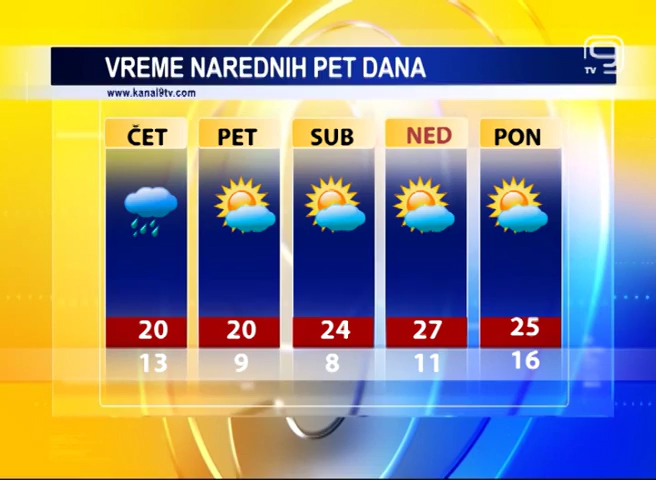 VREME NAREDNIH PET DANA
9
TV
www.kanal9tv.com
ČET PET SUB NED PON
20 20 24 27 25
13 9 8 11 16